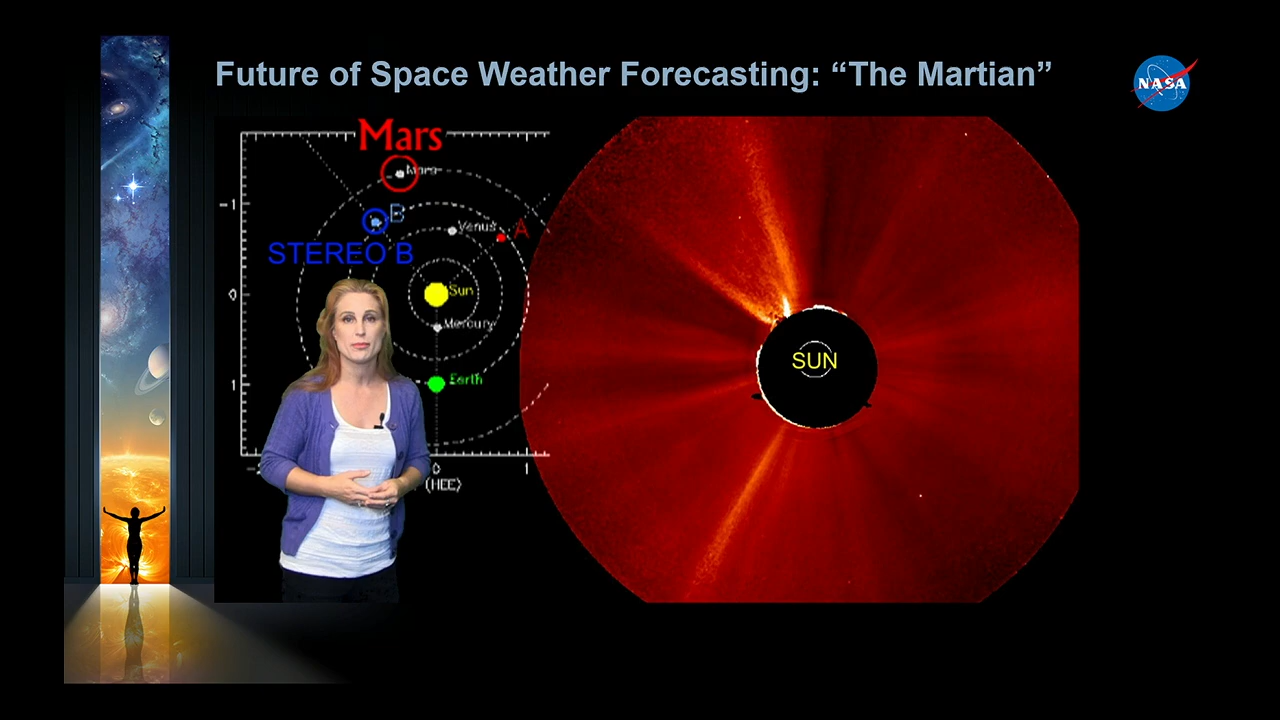 Future of Space Weather Forecasting: “The Martian”
NASA
Mars
Mars
-1
B
Venus
A
STEREO B
0
Sun
Mercury
SUN
1
Earth
0
1
(HEE)